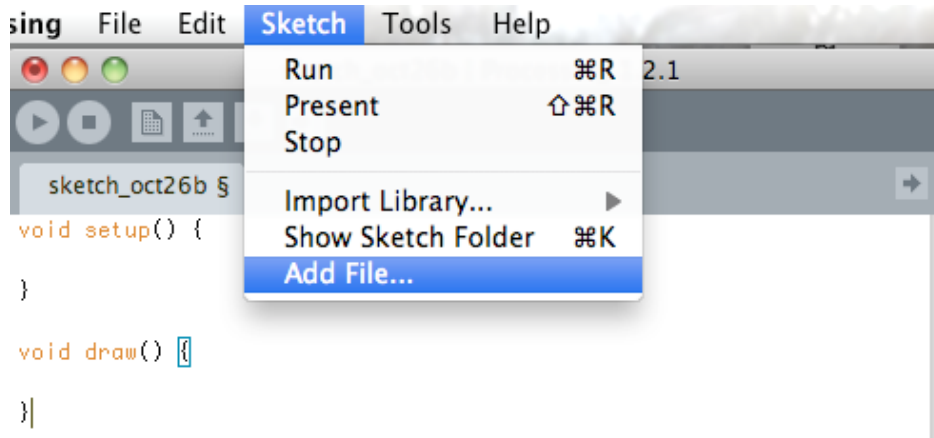 sing File Edit Sketch Tools Help
Run ⌘R 2.1
Present ⇧⌘R
Stop
sketch_oct26b §
Import Library... ▶
Show Sketch Folder ⌘K
Add File...
void setup() {
}
void draw() {
}